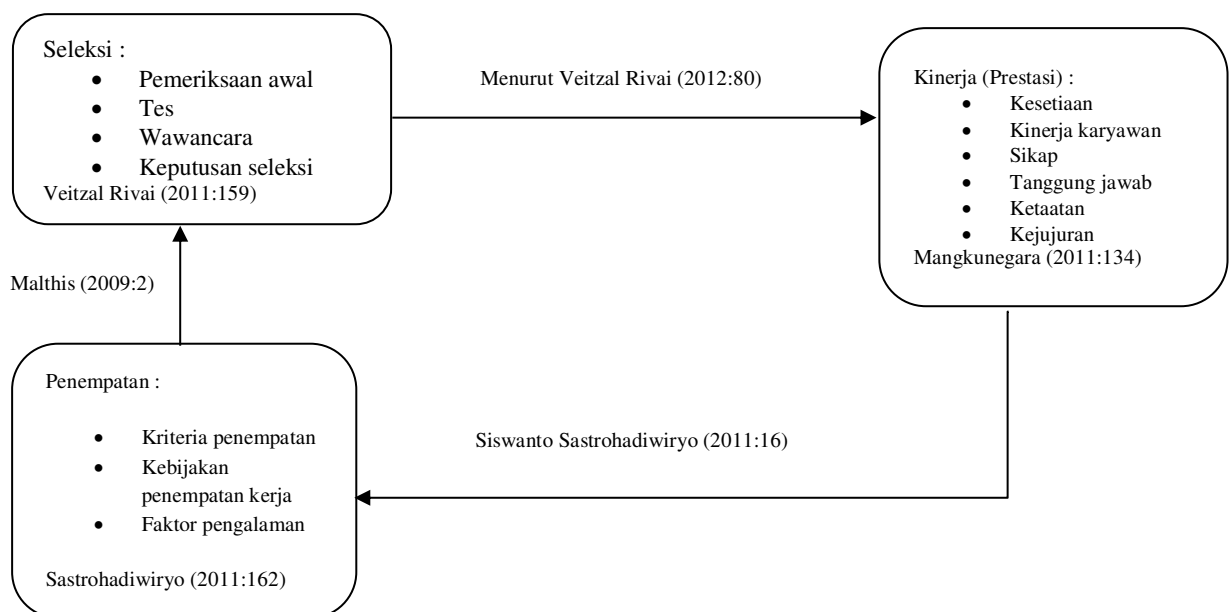 Seleksi :
• Pemeriksaan awal
• Tes
• Wawancara
• Keputusan seleksi
Veitzal Rivai (2011:159)
Menurut Veitzal Rivai (2012:80)
Kinerja (Prestasi) :
• Kesetiaan
• Kinerja karyawan
• Sikap
• Tanggung jawab
• Ketaatan
• Kejujuran
Mangkunegara (2011:134)
Malthis (2009:2)
Penempatan :
• Kriteria penempatan
• Kebijakan
penempatan kerja
• Faktor pengalaman
Sastrohadiwiryo (2011:162)
Siswanto Sastrohadiwiryo (2011:16)